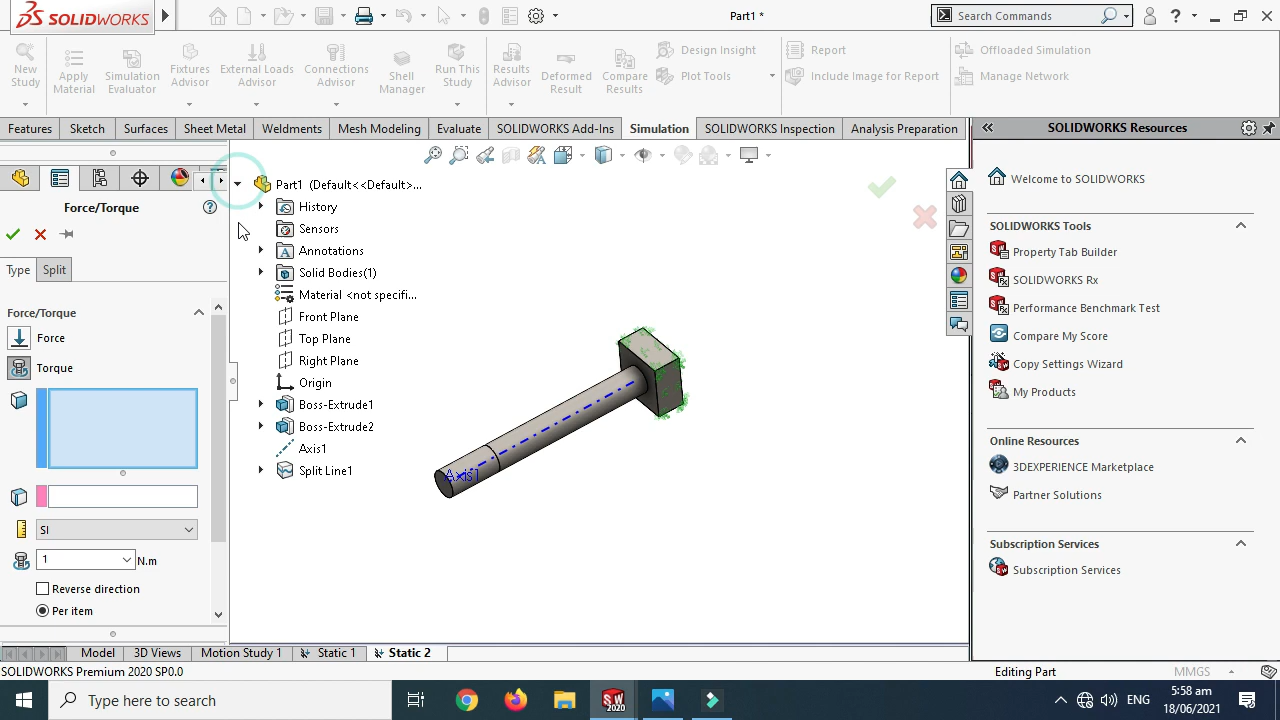 SOLIDWORKS
Part1 *
Search Commands
New Study
Apply Material
Simulation Evaluator
Fixtures Advisor
External Loads Advisor
Connections Advisor
Shell Manager
Run This Study
Results Advisor
Deformed Result
Compare Results
Design Insight
Plot Tools
Report
Include Image for Report
Offloaded Simulation
Manage Network
Features
Sketch
Surfaces
Sheet Metal
Weldments
Mesh Modeling
Evaluate
SOLIDWORKS Add-Ins
Simulation
SOLIDWORKS Inspection
Analysis Preparation
SOLIDWORKS Resources
Force/Torque
Type
Split
Force/Torque
Force
Torque
SI
1
N.m
Reverse direction
Per item
Part1 (Default<<Default>...
History
Sensors
Annotations
Solid Bodies(1)
Material <not specifi...
Front Plane
Top Plane
Right Plane
Origin
Boss-Extrude1
Boss-Extrude2
Axis1
Split Line1
Axis1
Welcome to SOLIDWORKS
SOLIDWORKS Tools
Property Tab Builder
SOLIDWORKS Rx
Performance Benchmark Test
Compare My Score
Copy Settings Wizard
My Products
Online Resources
3DEXPERIENCE Marketplace
Partner Solutions
Subscription Services
Subscription Services
Model
3D Views
Motion Study 1
Static 1
Static 2
SOLIDWORKS Premium 2020 SP0.0
Editing Part
MMGS
Type here to search
SW
2020
ENG
5:58 am
18/06/2021